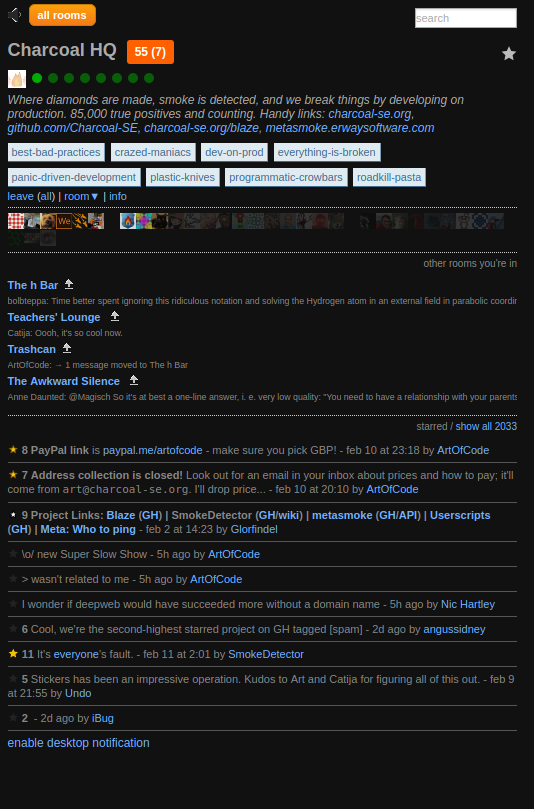 all rooms
search
Charcoal HQ 55 (7)
Where diamonds are made, smoke is detected, and we break things by developing on
production. 85,000 true positives and counting. Handy links: charcoal-se.org,
github.com/Charcoal-SE, charcoal-se.org/blaze, metasmoke.erwaysoftware.com
best-bad-practices crazed-maniacs dev-on-prod everything-is-broken
panic-driven-development plastic-knives programmatic-crowbars roadkill-pasta
leave (all) | room▼ | info
We
other rooms you're in
The h Bar
bolbteppa: Time better spent ignoring this ridiculous notation and solving the Hydrogen atom in an external field in parabolic coordin
Teachers' Lounge
Catija: Oooh, it's so cool now.
Trashcan
ArtOfCode: → 1 message moved to The h Bar
The Awkward Silence
Anne Daunted: @Magisch So it's at best a one-line answer, i. e. very low quality: "You need to have a relationship with your parents
starred / show all 2033
8 PayPal link is paypal.me/artofcode - make sure you pick GBP! - feb 10 at 23:18 by ArtOfCode
7 Address collection is closed! Look out for an email in your inbox about prices and how to pay; it'll
come from art@charcoal-se.org. I'll drop price... - feb 10 at 20:10 by ArtOfCode
9 Project Links: Blaze (GH) | SmokeDetector (GH/wiki) | metasmoke (GH/API) | Userscripts
(GH) | Meta: Who to ping - feb 2 at 14:23 by Glorfindel
\o/ new Super Slow Show - 5h ago by ArtOfCode
> wasn't related to me - 5h ago by ArtOfCode
I wonder if deepweb would have succeeded more without a domain name - 5h ago by Nic Hartley
6 Cool, we're the second-highest starred project on GH tagged [spam] - 2d ago by angussidney
11 It's everyone's fault. - feb 11 at 2:01 by SmokeDetector
5 Stickers has been an impressive operation. Kudos to Art and Catija for figuring all of this out. - feb 9
at 21:55 by Undo
2 - 2d ago by iBug
enable desktop notification